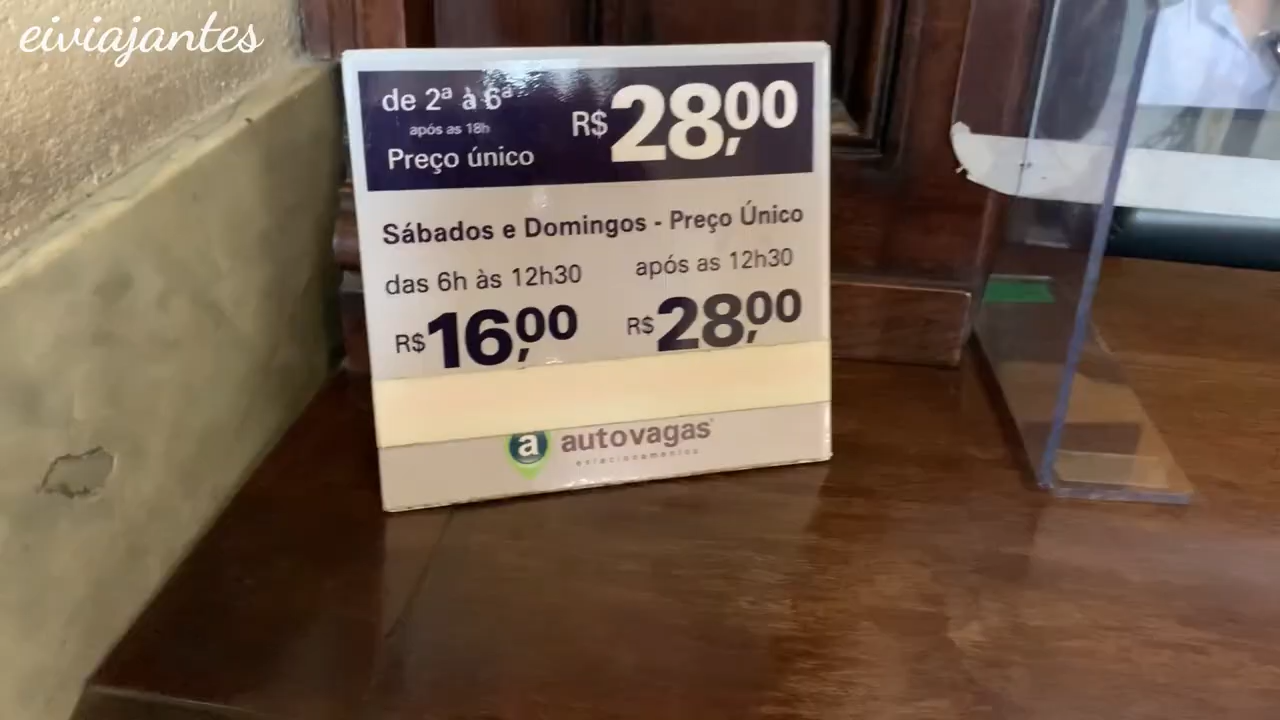 eiviajantes
de 2ª à 6ª
após as 18h
Preço único
R$ 28,00
Sábados e Domingos - Preço Único
das 6h às 12h30
R$ 16,00
após as 12h30
R$ 28,00
a autovagas
estacionamentos